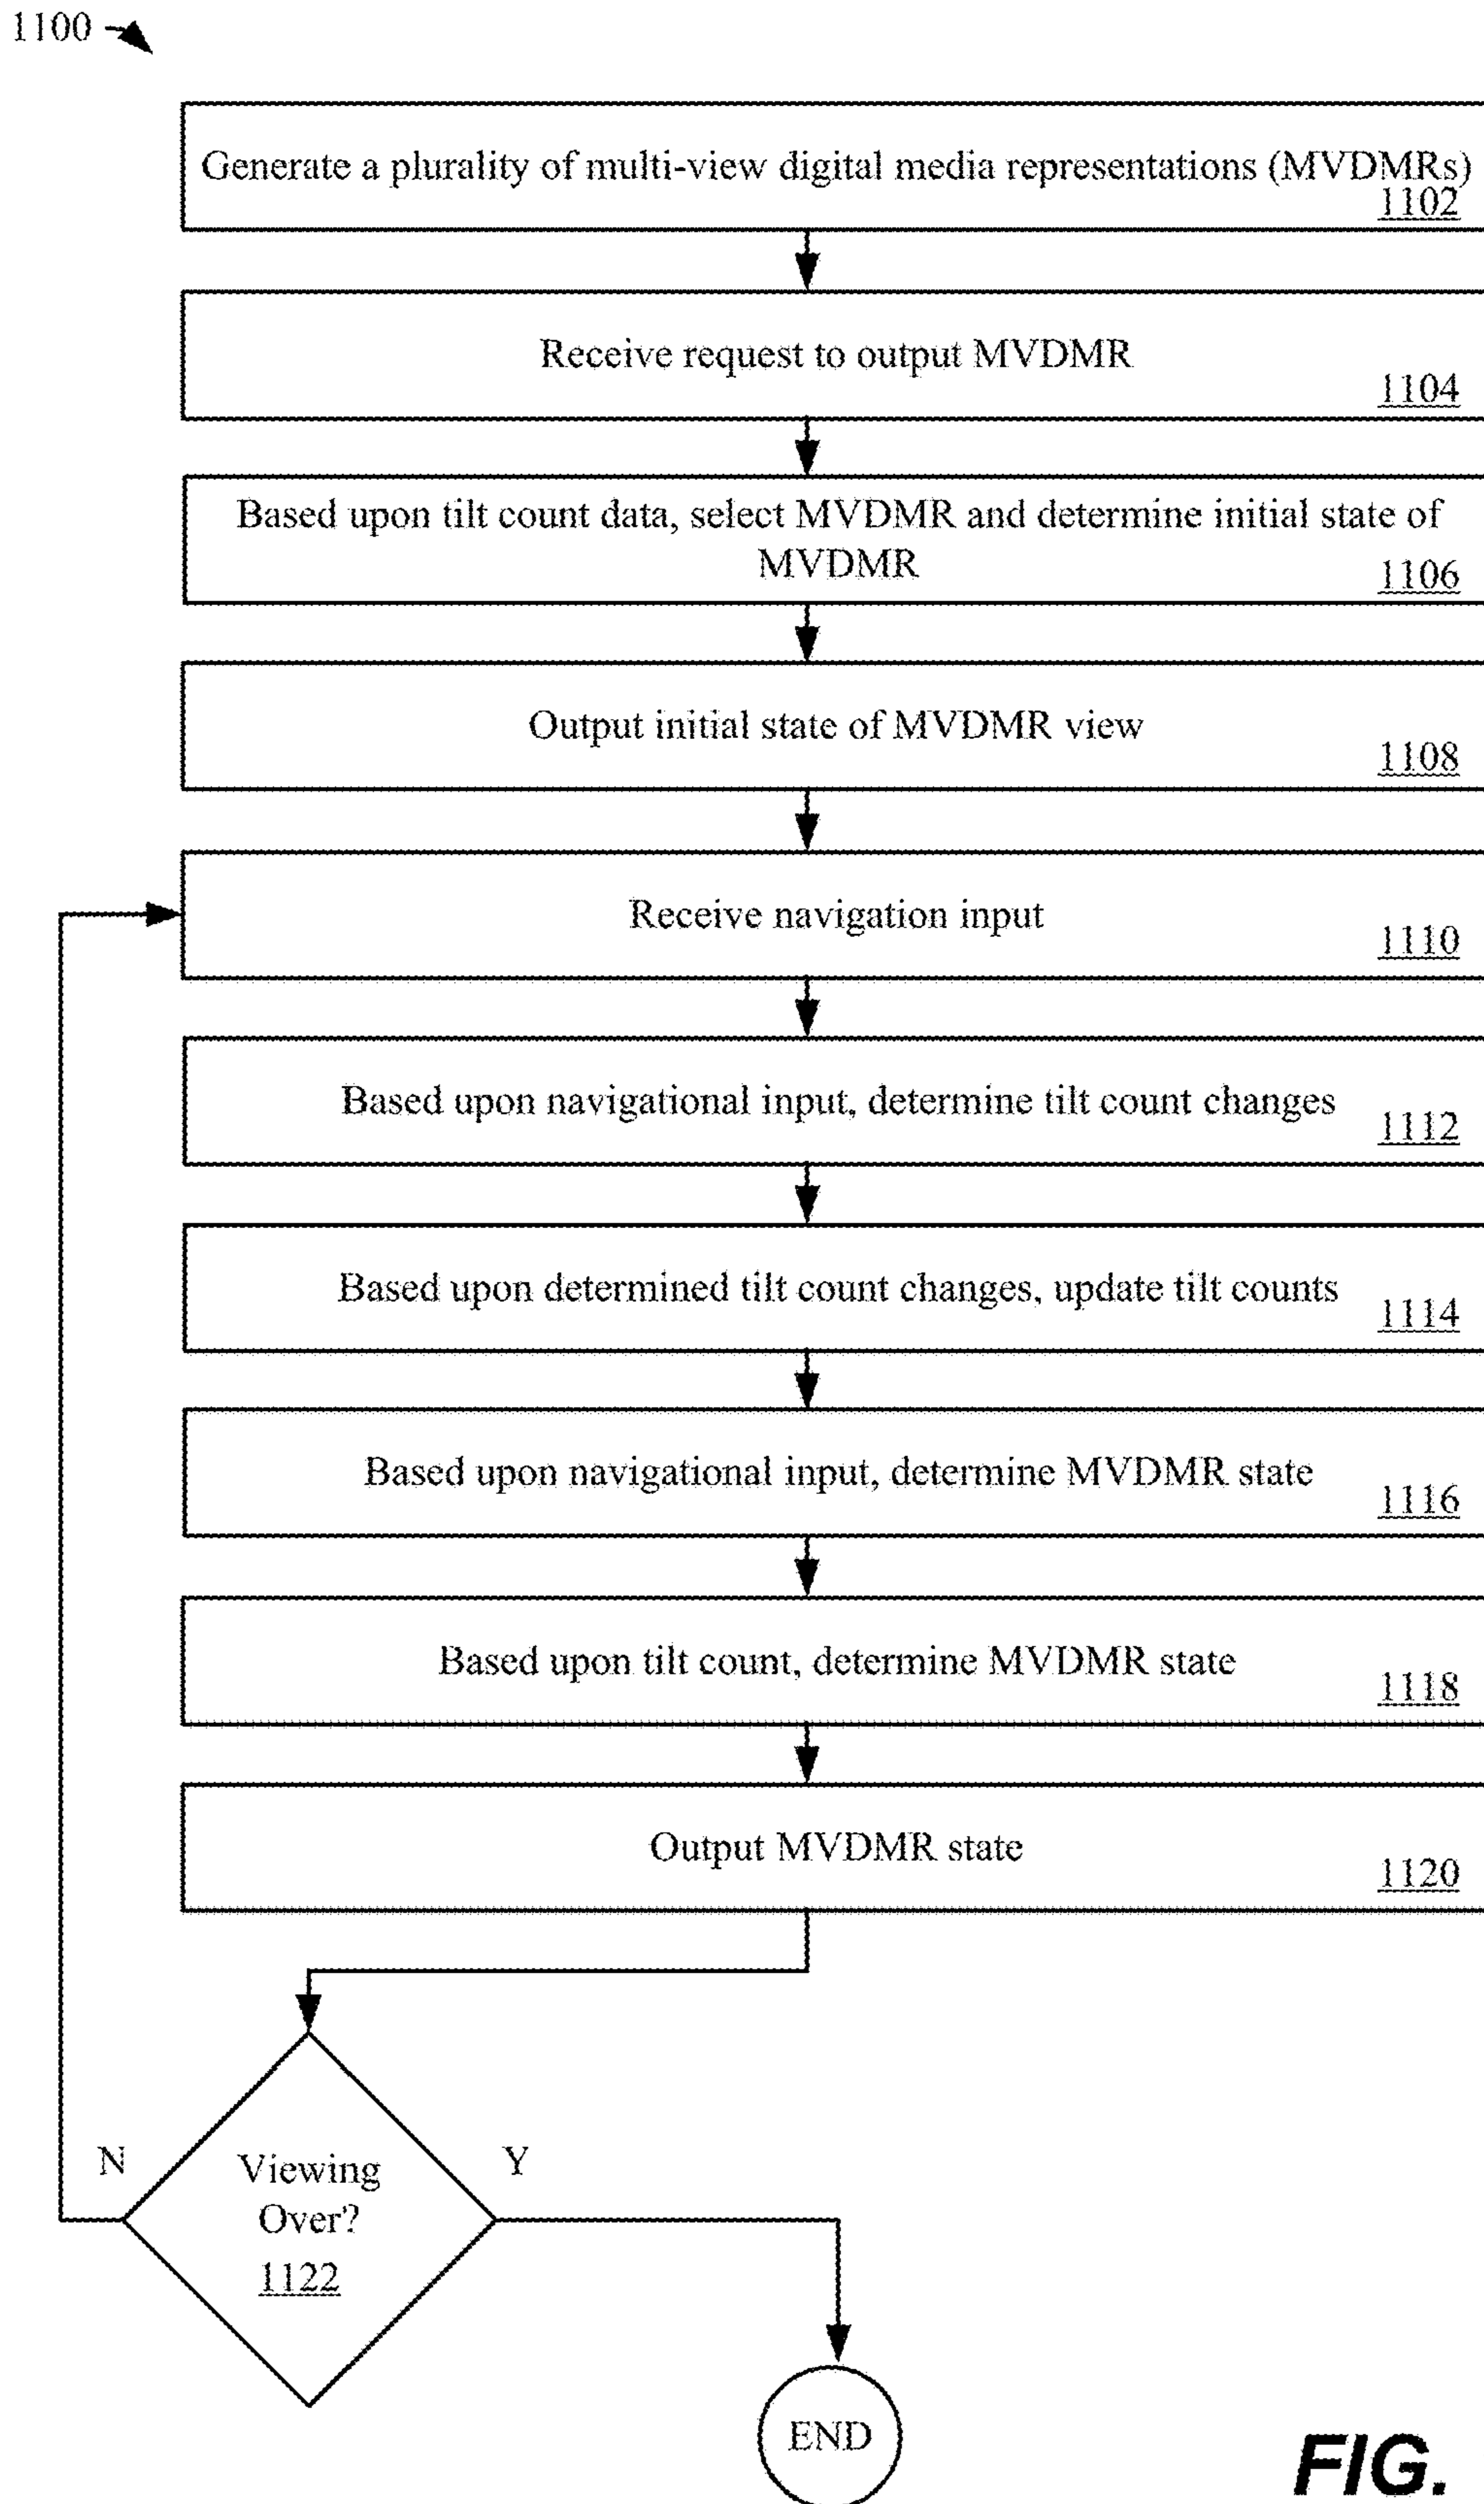 1100
Generate a plurality of multi-view digital media representations (MVDMRs)
1102
Receive request to output MVDMR
1104
Based upon tilt count data, select MVDMR and determine initial state of
MVDMR
1106
Output initial state of MVDMR view
1108
Receive navigation input
1110
Based upon navigational input, determine tilt count changes
1112
Based upon determined tilt count changes, update tilt counts
1114
Based upon navigational input, determine MVDMR state
1116
Based upon tilt count, determine MVDMR state
1118
Output MVDMR state
1120
N
Y
Viewing
Over?
1122
END
FIG.